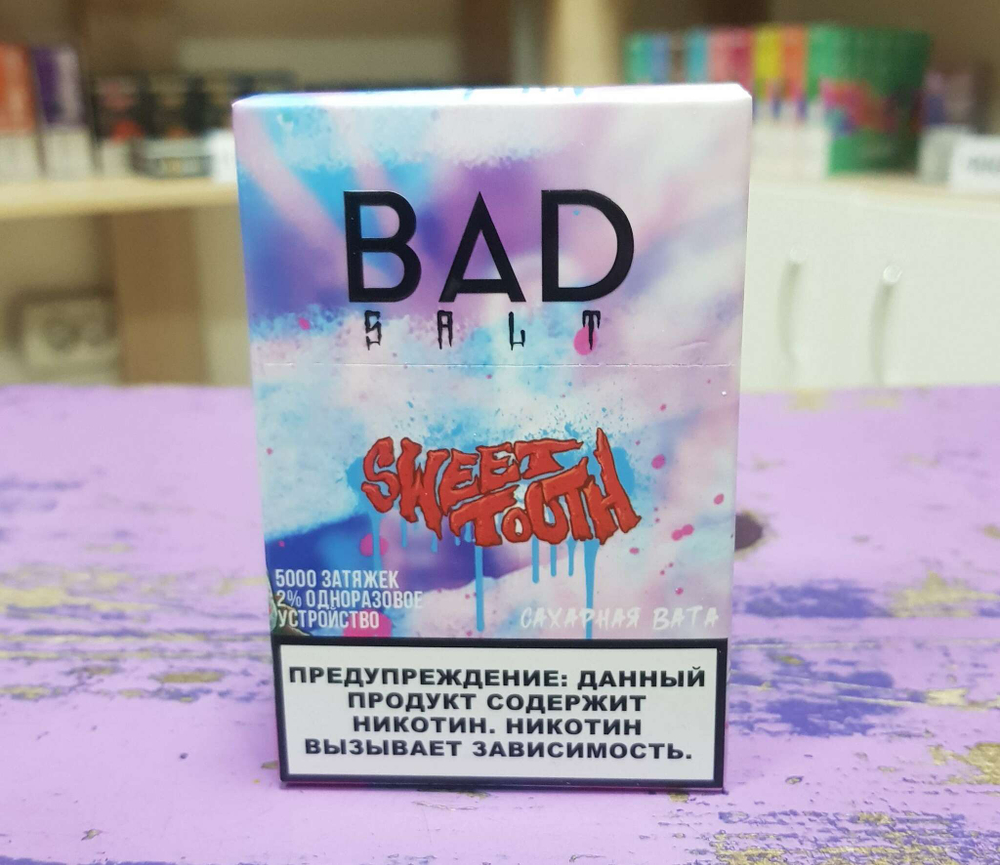 BAD
SALT
SWEET
TOOTH
5000 ЗАТЯЖЕК
2% ОДНОРАЗОВОЕ
УСТРОЙСТВО
САХАРНАЯ ВАТА
ПРЕДУПРЕЖДЕНИЕ: ДАННЫЙ
ПРОДУКТ СОДЕРЖИТ
НИКОТИН. НИКОТИН
ВЫЗЫВАЕТ ЗАВИСИМОСТЬ.